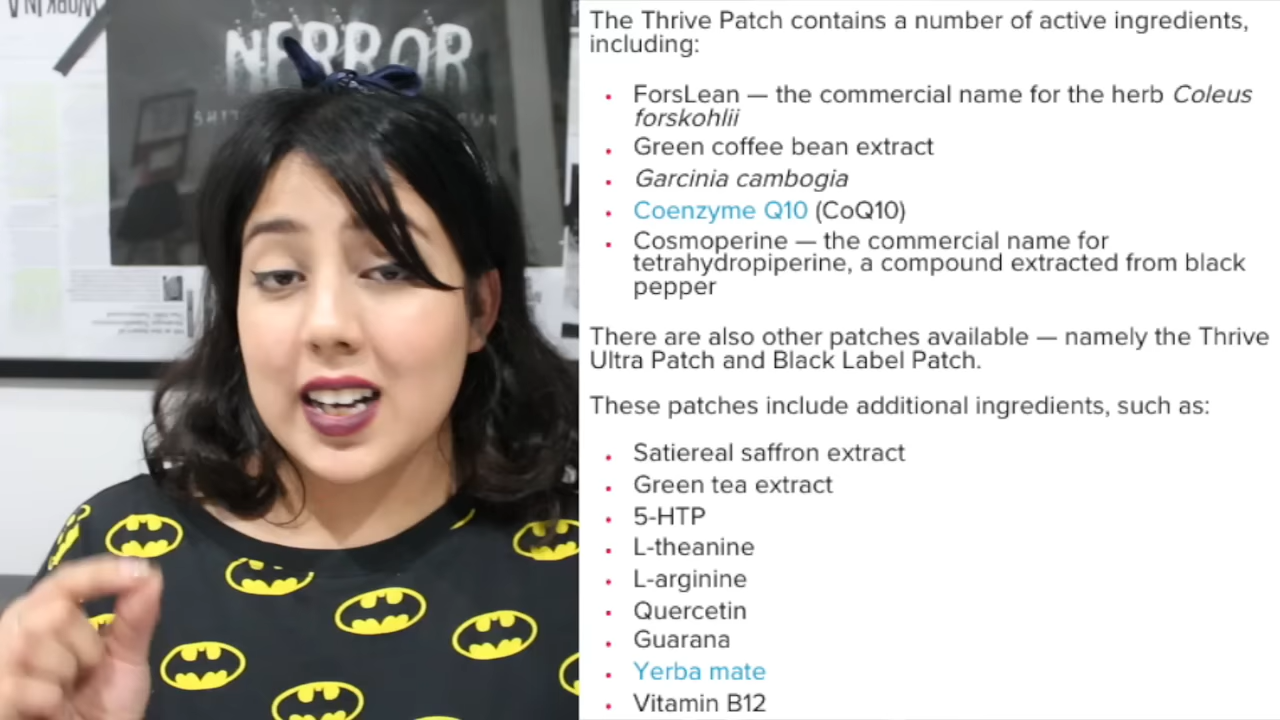 WORK IN A
NERROR
The Thrive Patch contains a number of active ingredients,
including:
ForsLean — the commercial name for the herb Coleus
forskohlii
Green coffee bean extract
Garcinia cambogia
Coenzyme Q10 (CoQ10)
Cosmoperine — the commercial name for
tetrahydropiperine, a compound extracted from black
pepper
There are also other patches available — namely the Thrive
Ultra Patch and Black Label Patch.
These patches include additional ingredients, such as:
Satiereal saffron extract
Green tea extract
5-HTP
L-theanine
L-arginine
Quercetin
Guarana
Yerba mate
Vitamin B12